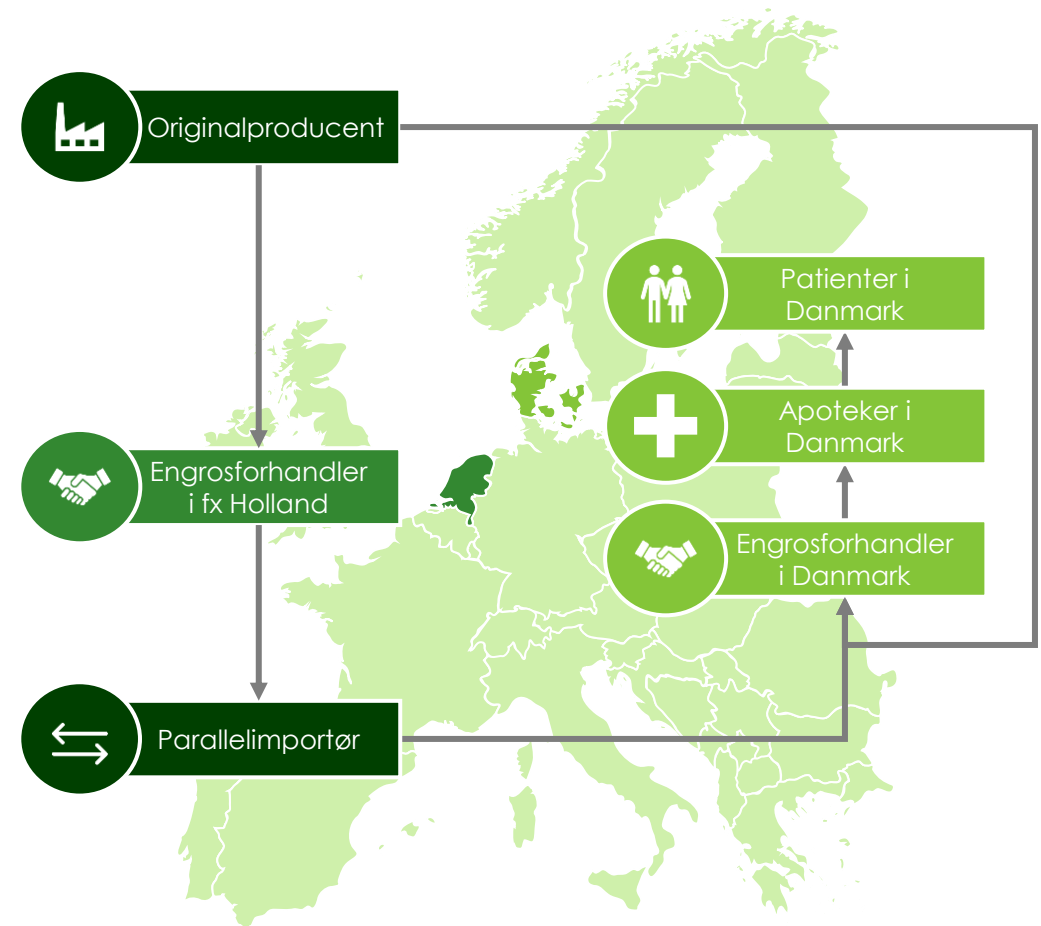 Originalproducent
Patienter i
Danmark
Apoteker i
Danmark
Engrosforhandler
i fx Holland
Engrosforhandler
i Danmark
Parallelimportør